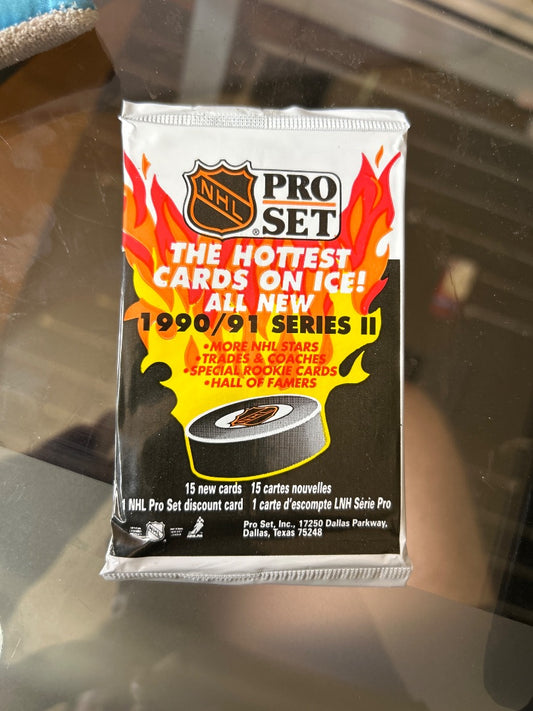 NHL
PRO
SET
®
THE HOTTEST
CARDS ON ICE!
ALL NEW
1990/91 SERIES II
•MORE NHL STARS
•TRADES & COACHES
•SPECIAL ROOKIE CARDS
•HALL OF FAMERS
15 new cards 15 cartes nouvelles
1 NHL Pro Set discount card 1 carte d'escompte LNH Série Pro
NHLPA
Pro Set, Inc., 17250 Dallas Parkway,
Dallas, Texas 75248